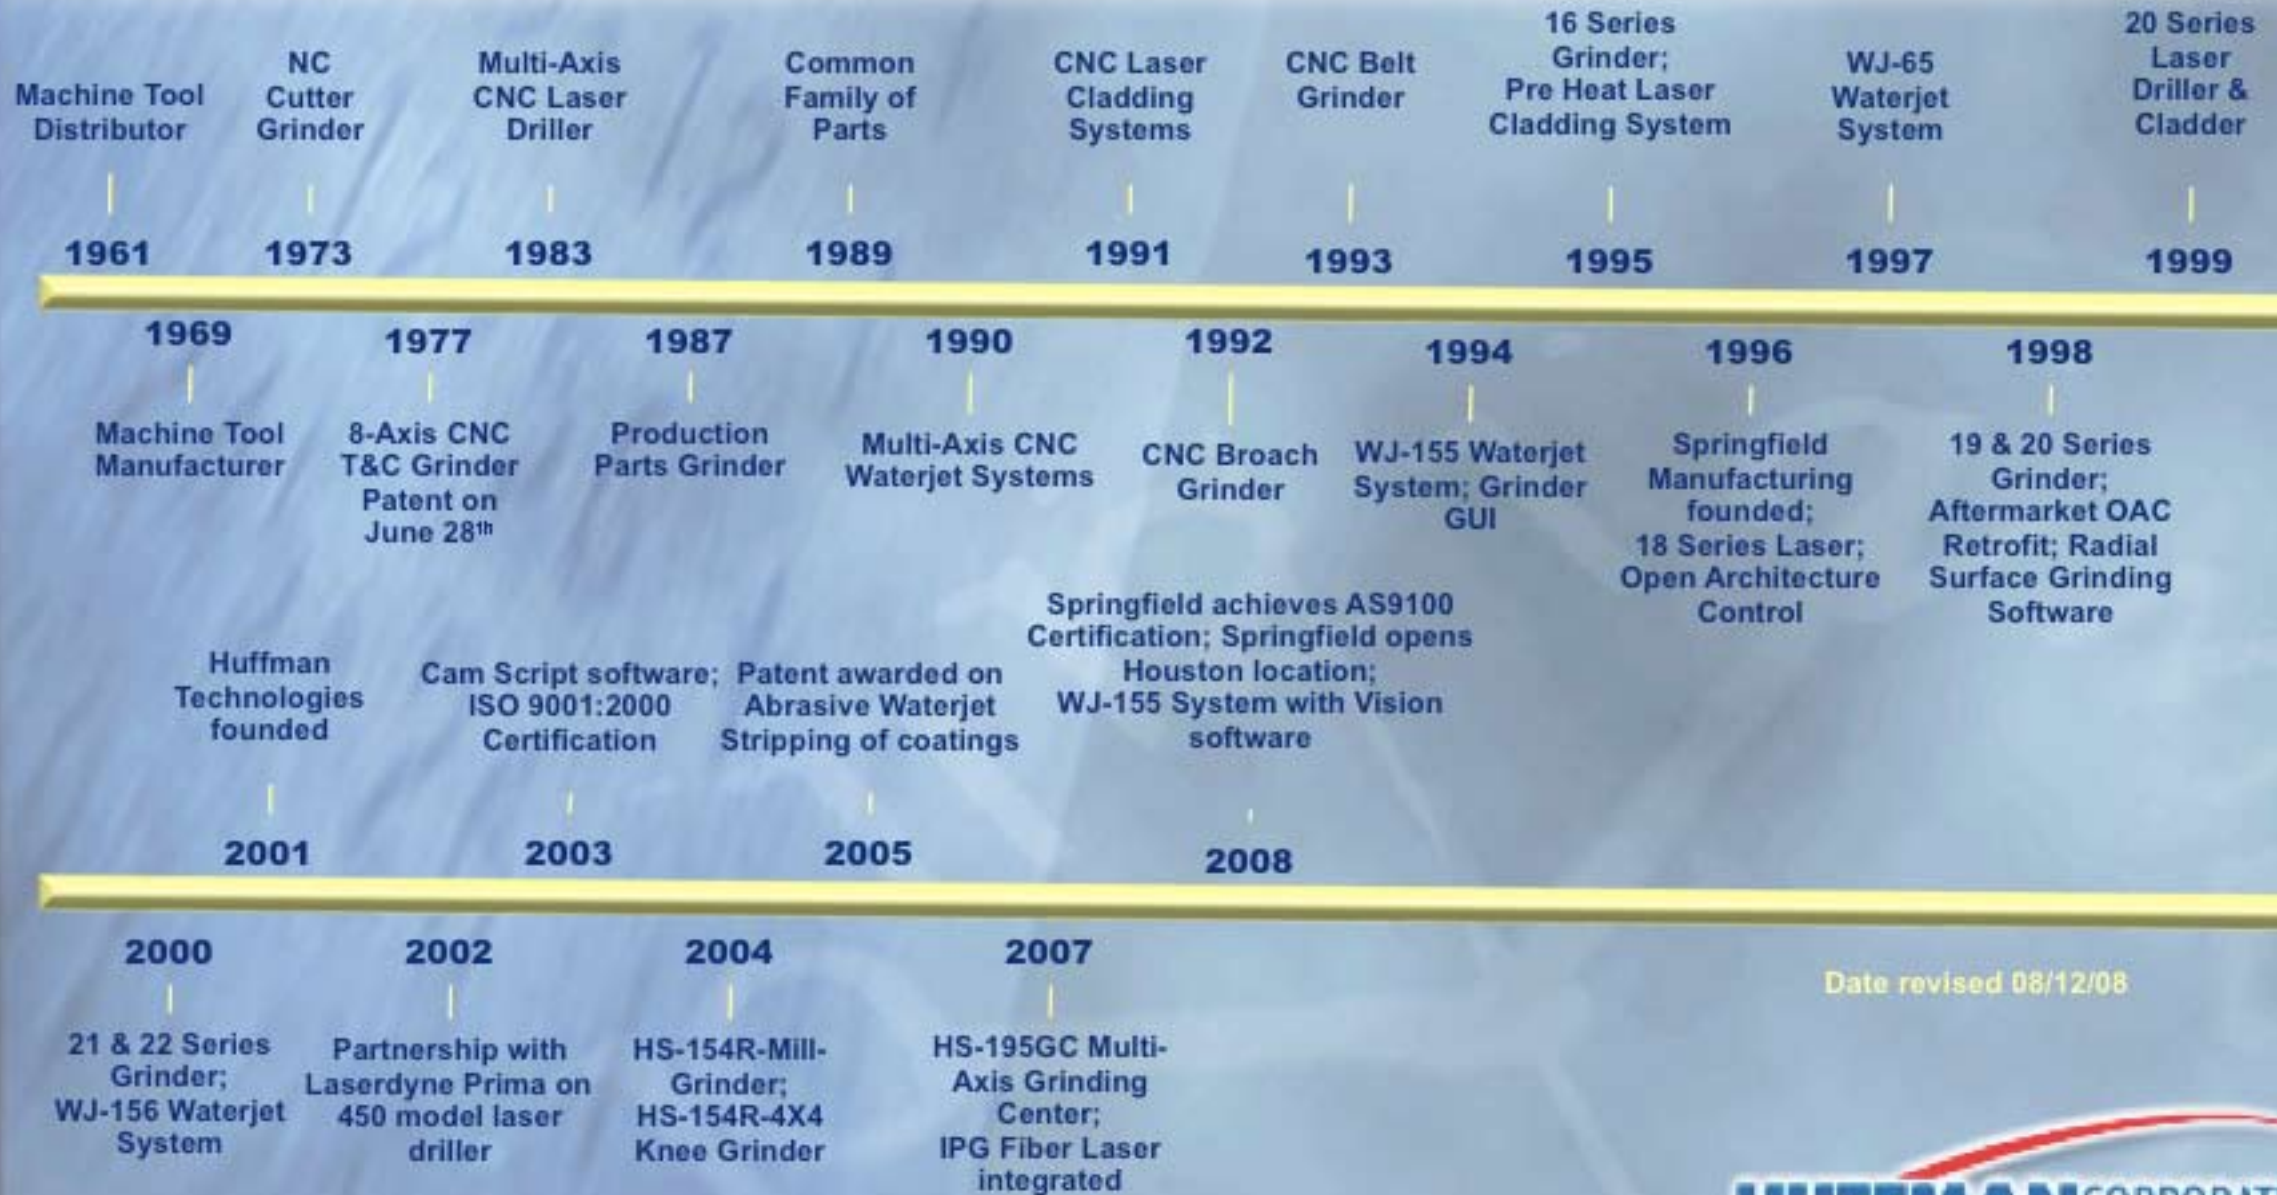 Machine Tool
Distributor
1961
1969
Machine Tool
Manufacturer
NC
Cutter
Grinder
1973
1977
8-Axis CNC
T&C Grinder
Patent on
June 28th
Multi-Axis
CNC Laser
Driller
1983
1987
Production
Parts Grinder
Common
Family of
Parts
1989
1990
Multi-Axis CNC
Waterjet Systems
CNC Laser
Cladding
Systems
1991
1992
CNC Broach
Grinder
CNC Belt
Grinder
1993
1994
WJ-155 Waterjet
System; Grinder
GUI
16 Series
Grinder;
Pre Heat Laser
Cladding System
1995
1996
Springfield
Manufacturing
founded;
18 Series Laser;
Open Architecture
Control
WJ-65
Waterjet
System
1997
1998
19 & 20 Series
Grinder;
Aftermarket OAC
Retrofit; Radial
Surface Grinding
Software
20 Series
Laser
Driller &
Cladder
1999
2000
21 & 22 Series
Grinder;
WJ-156 Waterjet
System
Huffman
Technologies
founded
2001
2002
Partnership with
Laserdyne Prima on
450 model laser
driller
Cam Script software;
ISO 9001:2000
Certification
2003
2004
HS-154R-Mill-
Grinder;
HS-154R-4X4
Knee Grinder
Patent awarded on
Abrasive Waterjet
Stripping of coatings
2005
2007
HS-195GC Multi-
Axis Grinding
Center;
IPG Fiber Laser
integrated
Springfield achieves AS9100
Certification; Springfield opens
Houston location;
WJ-155 System with Vision
software
2008
Date revised 08/12/08